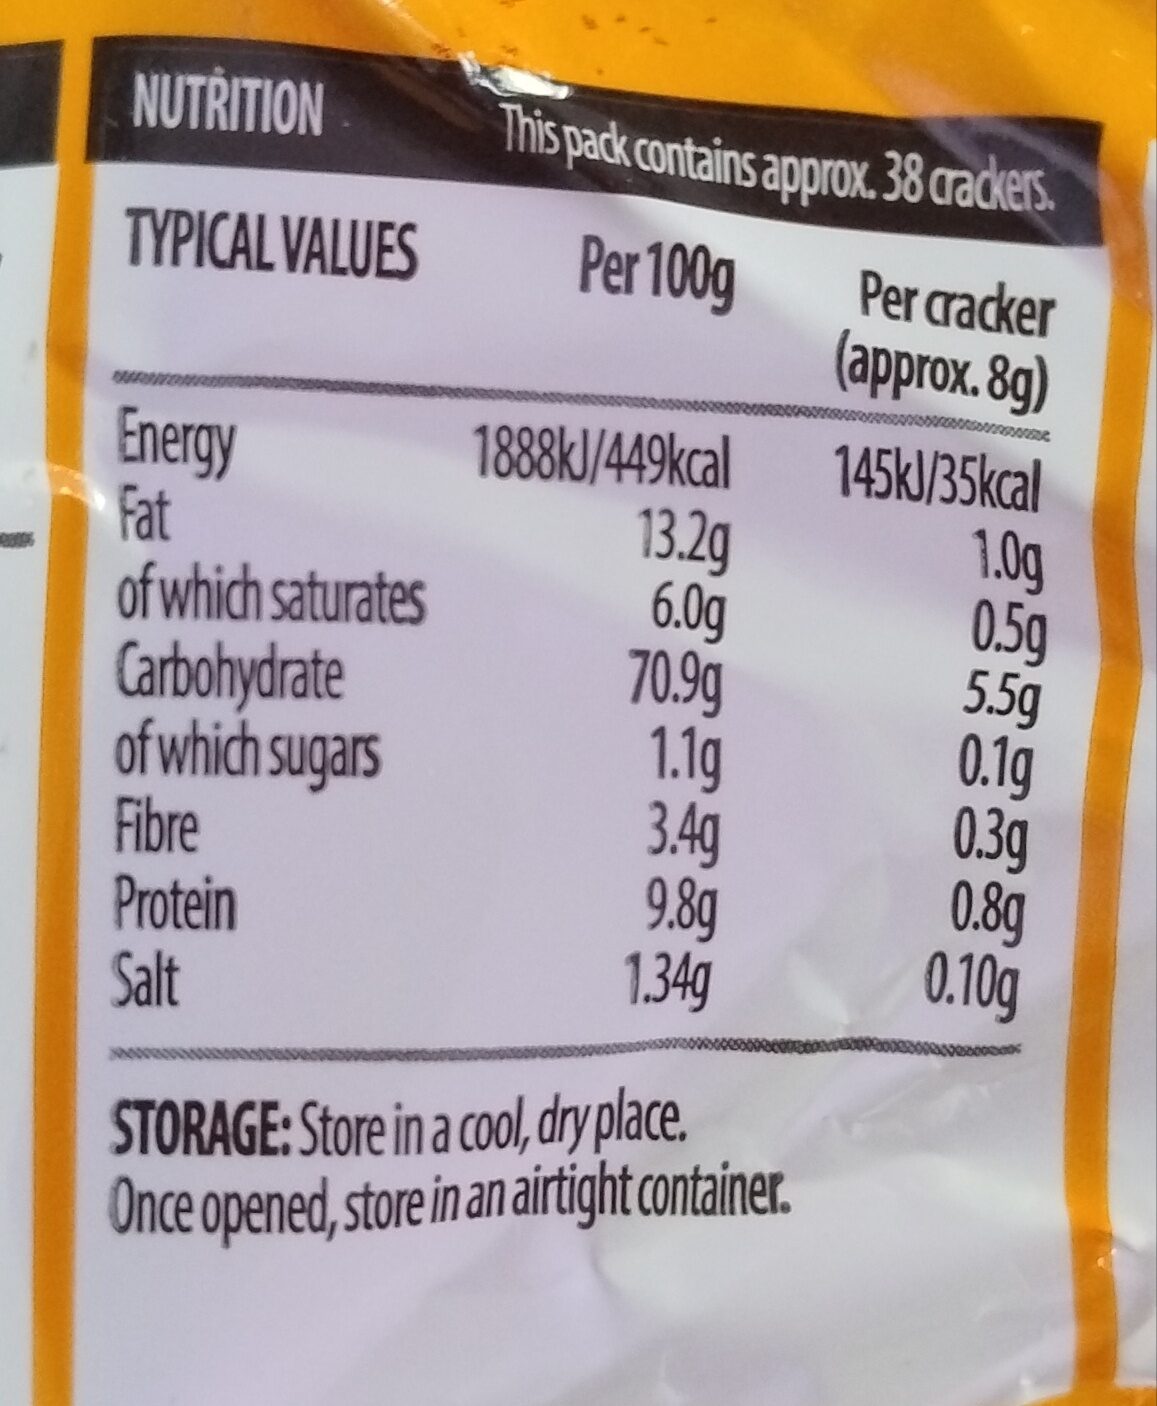 NUTRITION This pack contains approx. 38 crackers.
TYPICAL VALUES Per 100g Per cracker
(approx. 8g)
Energy 1888kJ/449kcal 145kJ/35kcal
Fat 13.2g 1.0g
of which saturates 6.0g 0.5g
Carbohydrate 70.9g 5.5g
of which sugars 1.1g 0.1g
Fibre 3.4g 0.3g
Protein 9.8g 0.8g
Salt 1.34g 0.10g
STORAGE: Store in a cool, dry place.
Once opened, store in an airtight container.